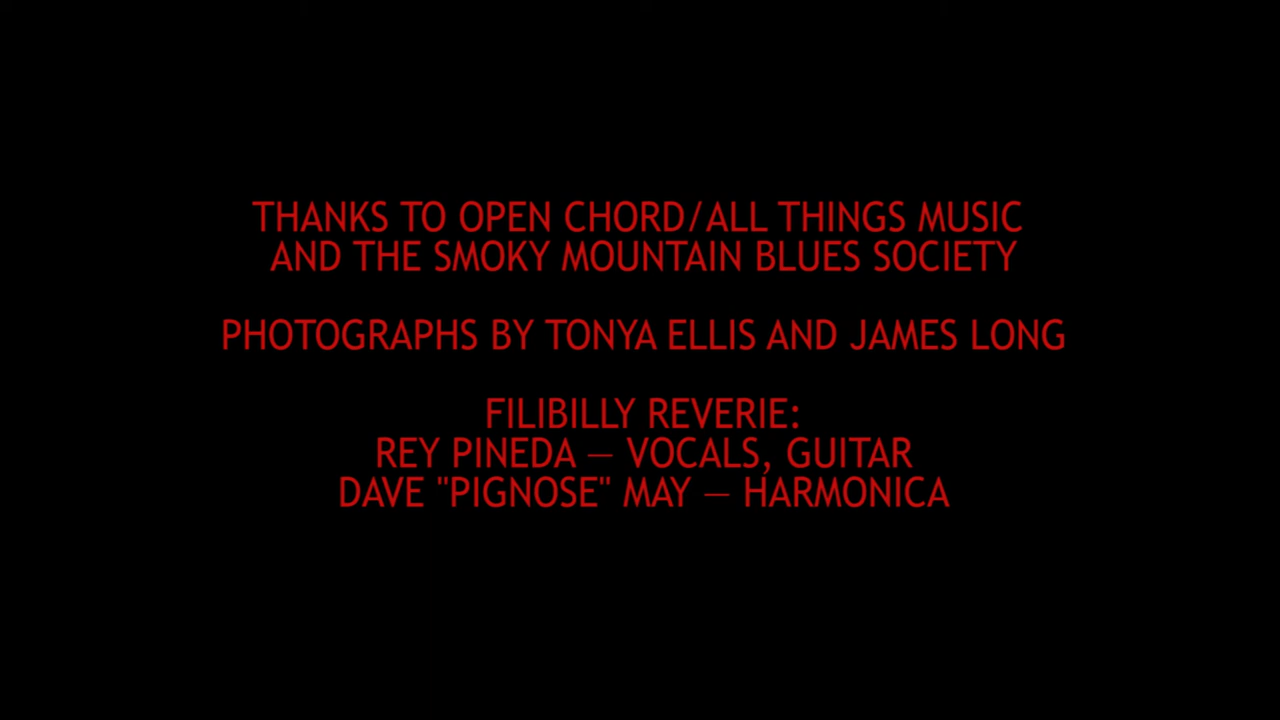 THANKS TO OPEN CHORD/ALL THINGS MUSIC
AND THE SMOKY MOUNTAIN BLUES SOCIETY
PHOTOGRAPHS BY TONYA ELLIS AND JAMES LONG
FILIBILLY REVERIE:
REY PINEDA — VOCALS, GUITAR
DAVE "PIGNOSE" MAY — HARMONICA